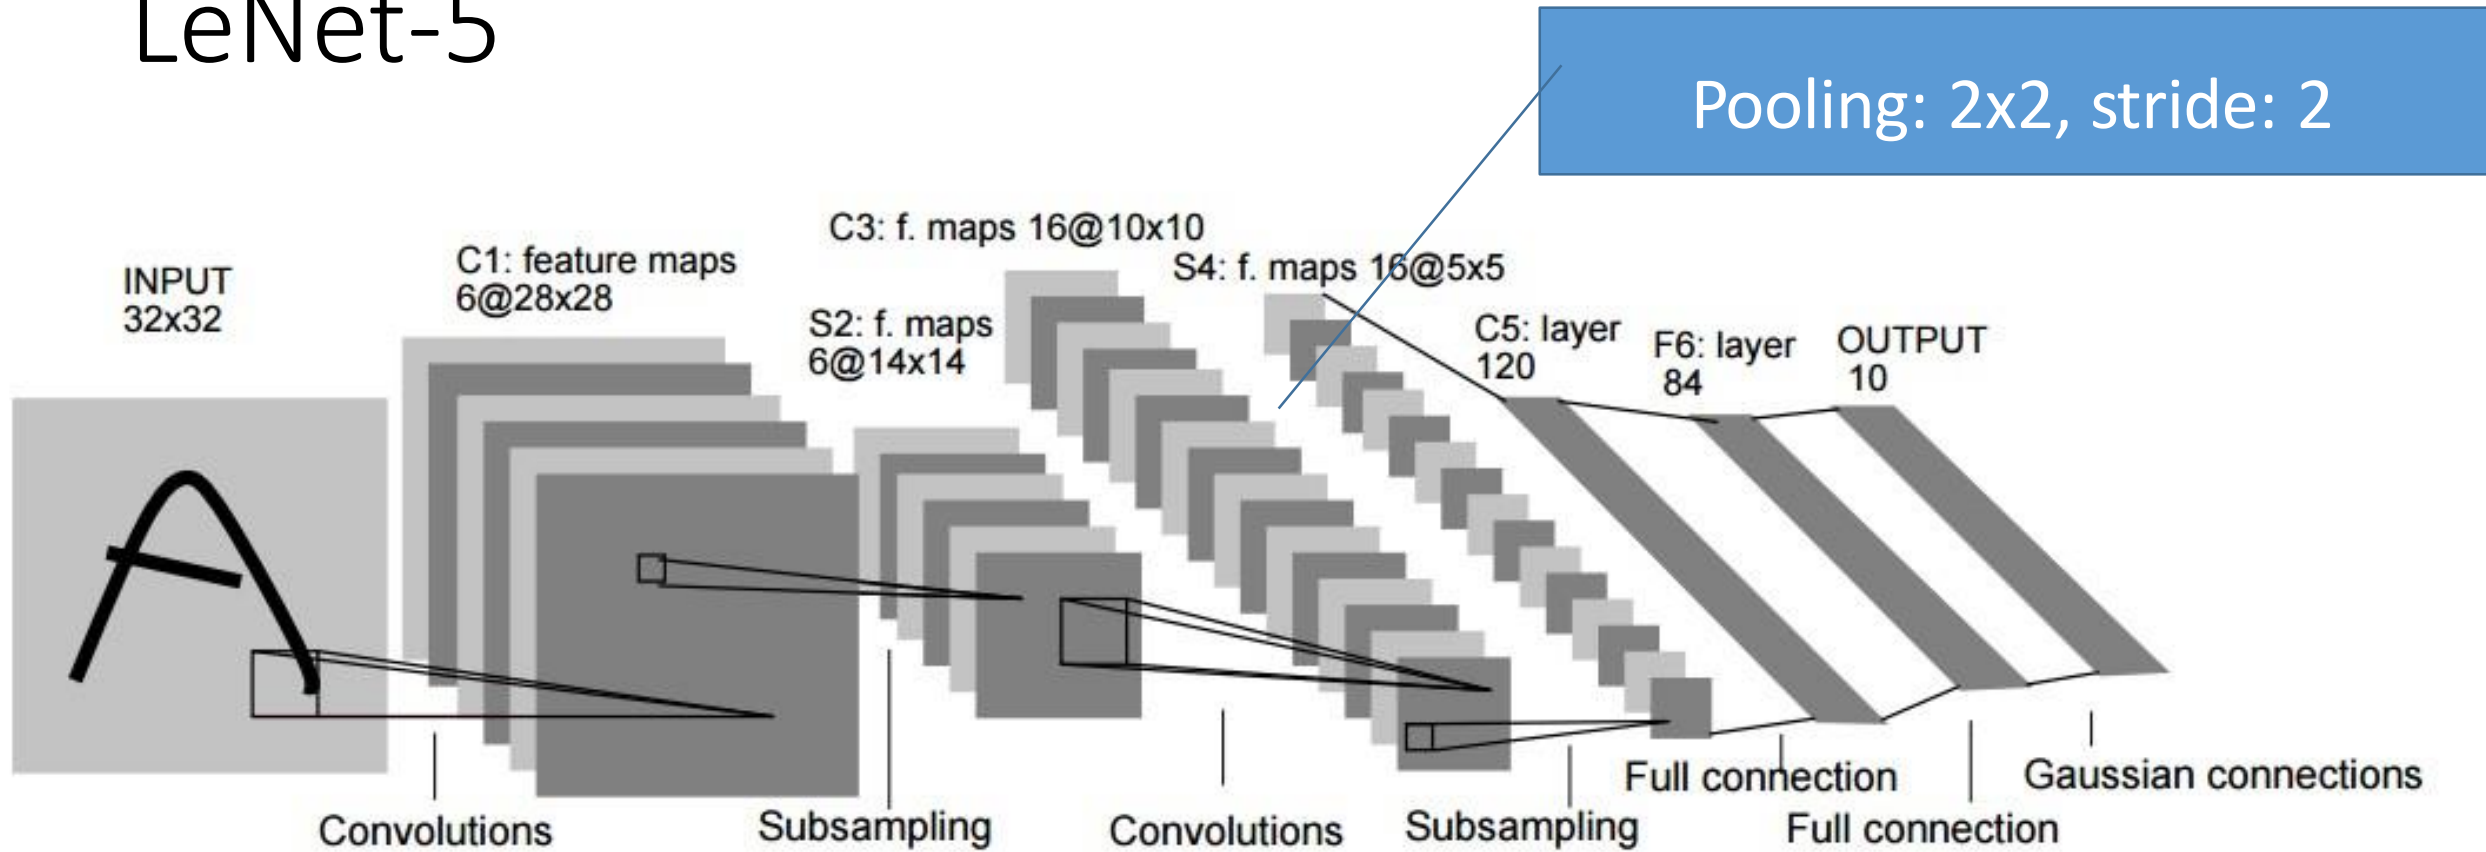 LeNet-5
Pooling: 2x2, stride: 2
INPUT
32x32
C1: feature maps
6@28x28
C3: f. maps 16@10x10
S2: f. maps
6@14x14
S4: f. maps 16@5x5
C5: layer
120
F6: layer
84
OUTPUT
10
Convolutions
Subsampling
Convolutions
Subsampling
Full connection
Full connection
Gaussian connections